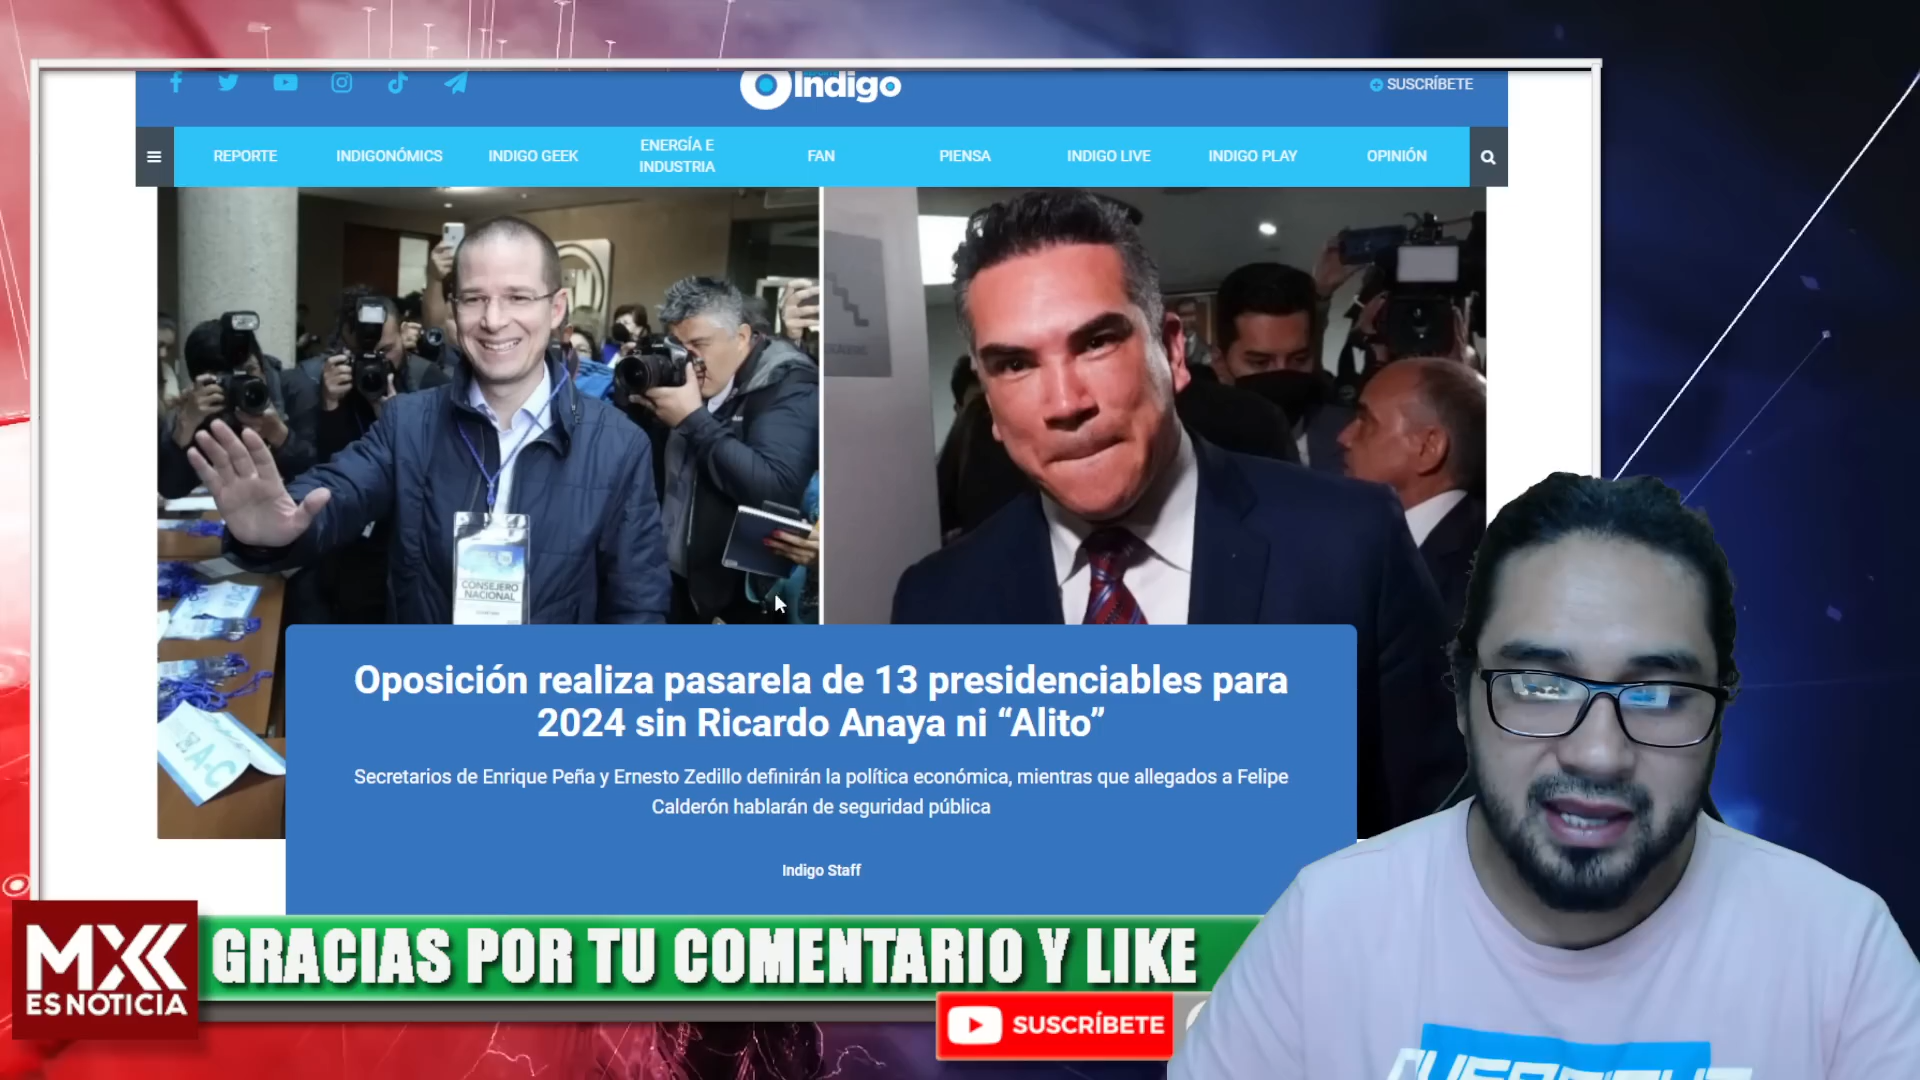 Indigo
SUSCRÍBETE
REPORTE
INDIGONÓMICS
INDIGO GEEK
ENERGÍA E
INDUSTRIA
FAN
PIENSA
INDIGO LIVE
INDIGO PLAY
OPINIÓN
CONSEJERO
NACIONAL
A-C
Oposición realiza pasarela de 13 presidenciables para
2024 sin Ricardo Anaya ni “Alito”
Secretarios de Enrique Peña y Ernesto Zedillo definirán la política económica, mientras que allegados a Felipe
Calderón hablarán de seguridad pública
Indigo Staff
MX
ES NOTICIA
GRACIAS POR TU COMENTARIO Y LIKE
SUSCRÍBETE